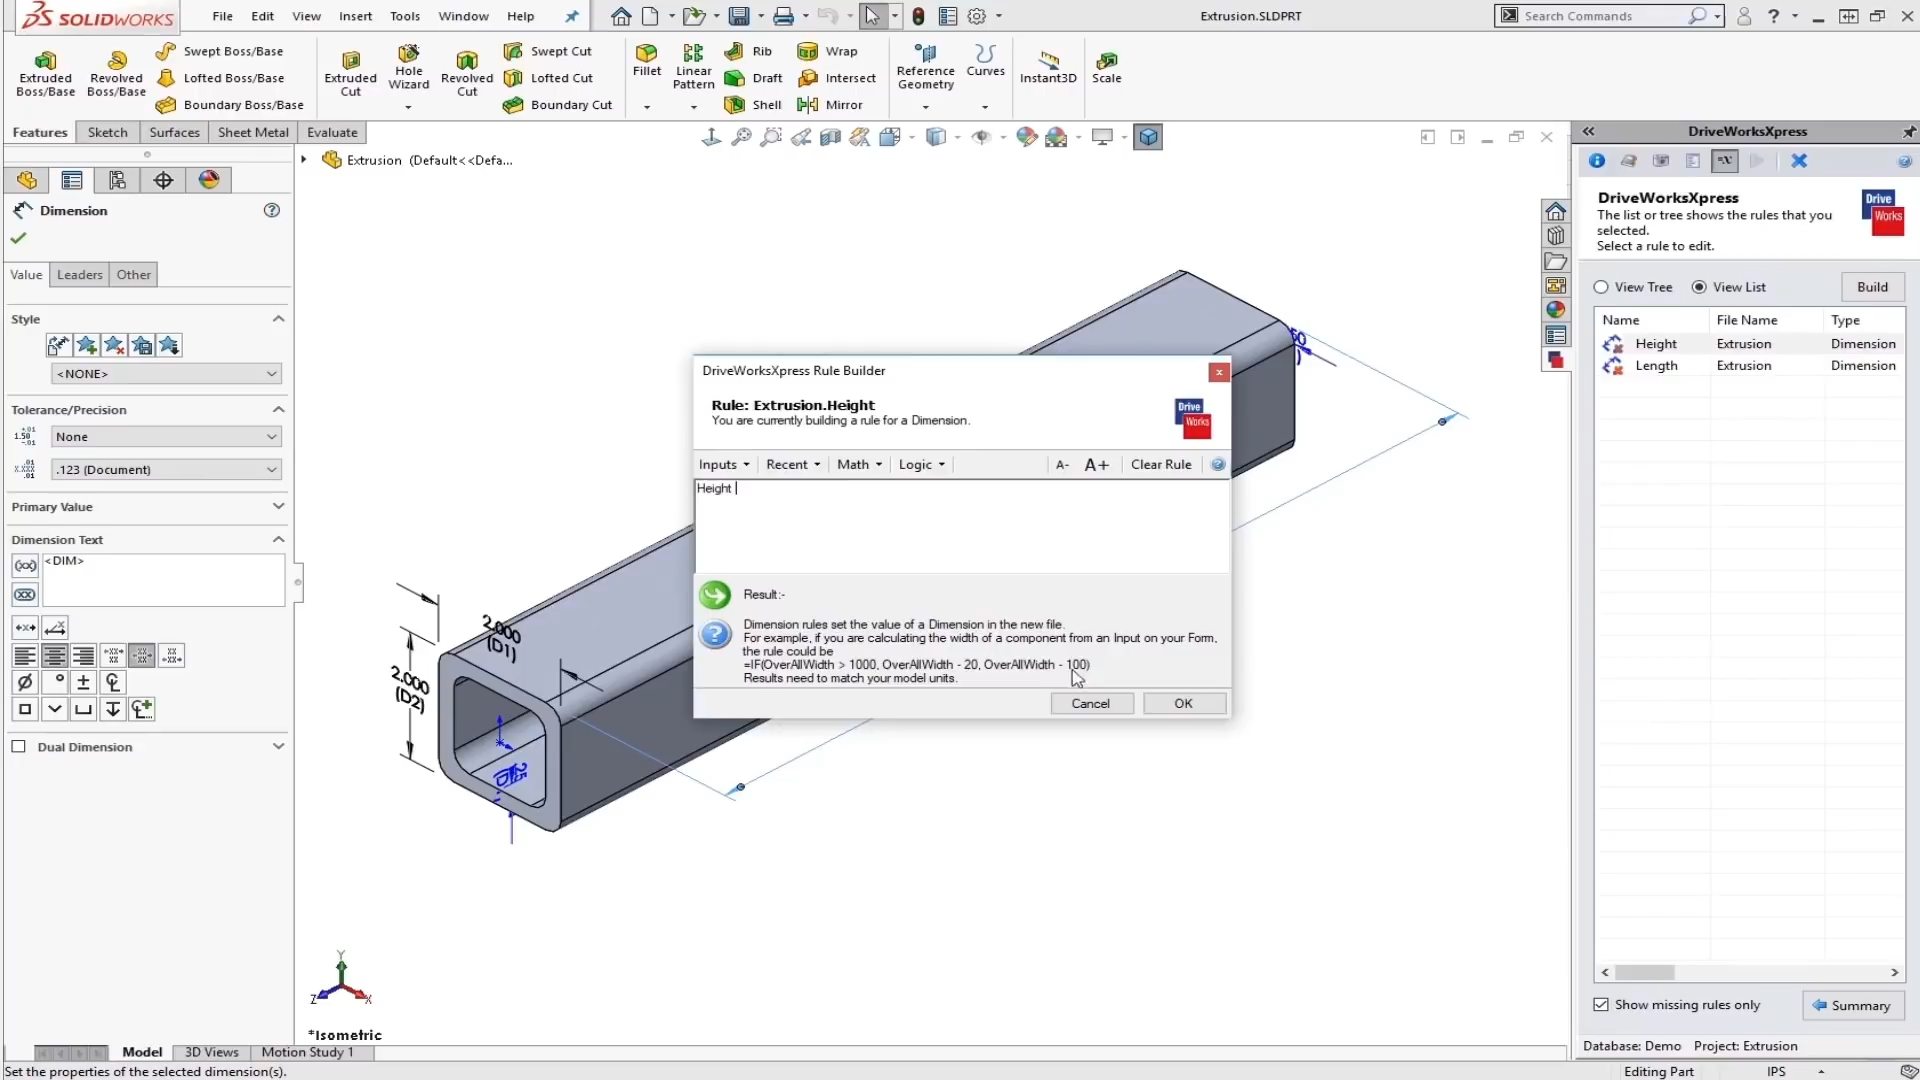 SOLIDWORKS
File Edit View Insert Tools Window Help
Extrusion.SLDPRT
Search Commands
?
Extruded Boss/Base
Revolved Boss/Base
Swept Boss/Base
Lofted Boss/Base
Boundary Boss/Base
Extruded Cut
Hole Wizard
Revolved Cut
Swept Cut
Lofted Cut
Boundary Cut
Fillet
Linear Pattern
Rib
Draft
Shell
Wrap
Intersect
Mirror
Reference Geometry
Curves
Instant3D
Scale
Features Sketch Surfaces Sheet Metal Evaluate
Extrusion (Default<<Defa...
Dimension
Value Leaders Other
Style
<NONE>
Tolerance/Precision
None
.123 (Document)
Primary Value
Dimension Text
<DIM>
Dual Dimension
2.000
(D1)
2.000
(D2)
DriveWorksXpress Rule Builder
Rule: Extrusion.Height
You are currently building a rule for a Dimension.
Drive
Works
Inputs Recent Math Logic A- A+ Clear Rule
Height
Result:-
Dimension rules set the value of a Dimension in the new file.
For example, if you are calculating the width of a component from an Input on your Form,
the rule could be
=IF(OverAllWidth > 1000, OverAllWidth - 20, OverAllWidth - 100)
Results need to match your model units.
Cancel OK
Y
Z X
*Isometric
Model 3D Views Motion Study 1
Set the properties of the selected dimension(s).
Editing Part IPS
DriveWorksXpress
DriveWorksXpress
The list or tree shows the rules that you
selected.
Select a rule to edit.
Drive
Works
View Tree View List Build
Name File Name Type
Height Extrusion Dimension
Length Extrusion Dimension
Show missing rules only Summary
Database: Demo Project: Extrusion